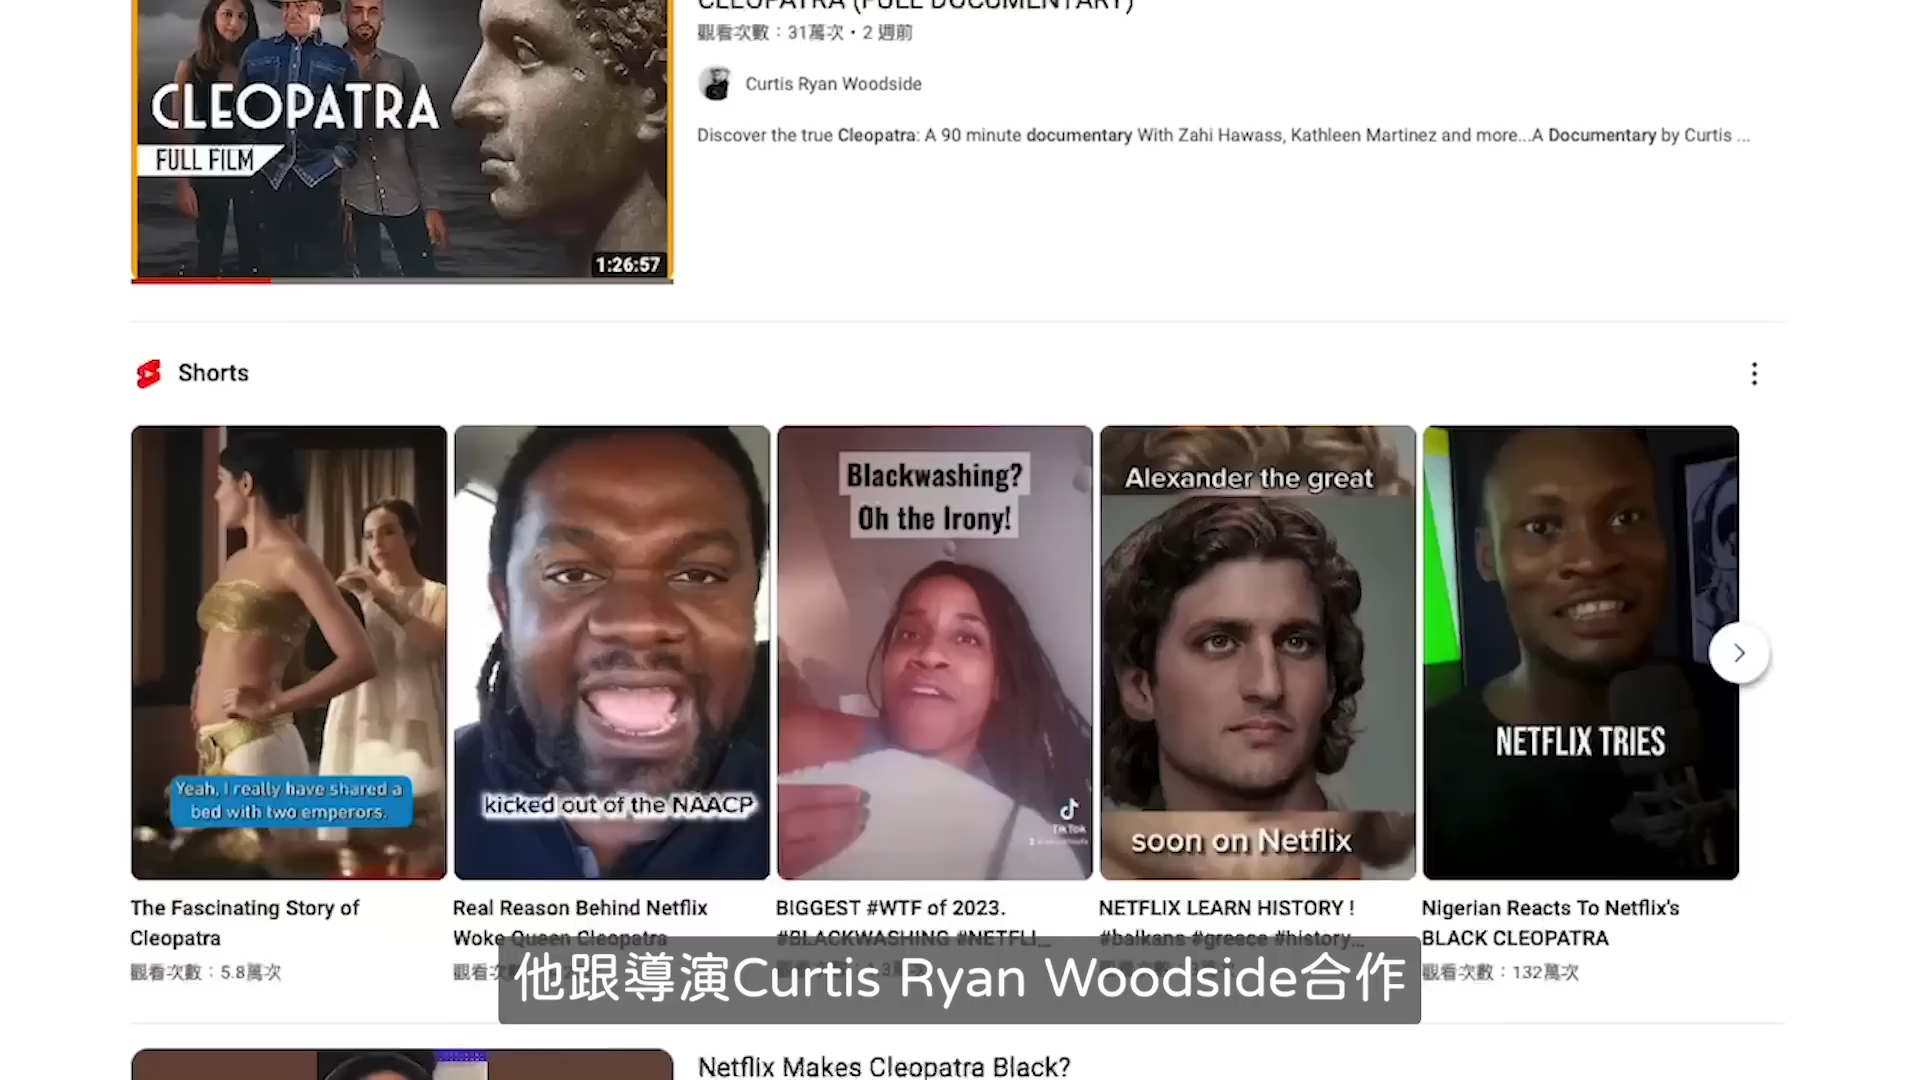 CLEOPATRA (FULL DOCUMENTARY)
觀看次數：31萬次・2 週前
Curtis Ryan Woodside
Discover the true Cleopatra: A 90 minute documentary With Zahi Hawass, Kathleen Martinez and more...A Documentary by Curtis ...
CLEOPATRA
FULL FILM
1:26:57
Shorts
Yeah, I really have shared a
bed with two emperors.
kicked out of the NAACP
Blackwashing?
Oh the Irony!
TikTok
Alexander the great
soon on Netflix
NETFLIX TRIES
The Fascinating Story of
Cleopatra
觀看次數：5.8萬次
Real Reason Behind Netflix
Woke Queen Cleopatra
BIGGEST #WTF of 2023.
#BLACKWASHING #NETFLI...
NETFLIX LEARN HISTORY !
#balkans #greece #history...
Nigerian Reacts To Netflix's
BLACK CLEOPATRA
觀看次數：132萬次
他跟導演Curtis Ryan Woodside合作
Netflix Makes Cleopatra Black?